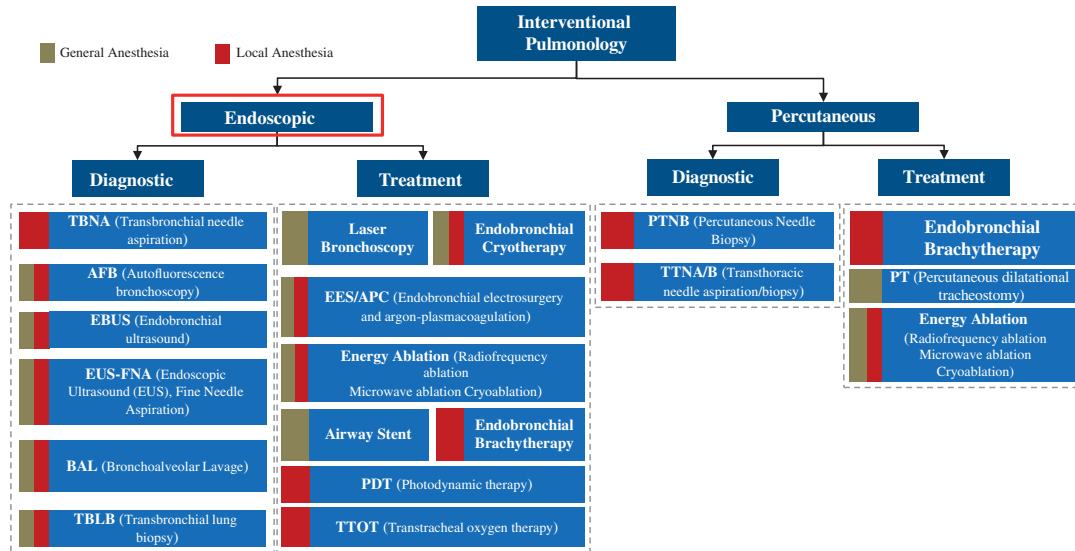 Interventional
Pulmonology
General Anesthesia
Local Anesthesia
Endoscopic
Percutaneous
Diagnostic
Treatment
Diagnostic
Treatment
TBNA (Transbronchial needle
aspiration)
AFB (Autofluorescence
bronchoscopy)
EBUS (Endobronchial
ultrasound)
EUS-FNA (Endoscopic
Ultrasound (EUS), Fine Needle
Aspiration)
BAL (Bronchoalveolar Lavage)
TBLB (Transbronchial lung
biopsy)
Laser
Bronchoscopy
Endobronchial
Cryotherapy
EES/APC (Endobronchial electrosurgery
and argon-plasmacoagulation)
Energy Ablation (Radiofrequency
ablation
Microwave ablation Cryoablation)
Airway Stent
Endobronchial
Brachytherapy
PDT (Photodynamic therapy)
TTOT (Transtracheal oxygen therapy)
PTNB (Percutaneous Needle
Biopsy)
TTNA/B (Transthoracic
needle aspiration/biopsy)
Endobronchial
Brachytherapy
PT (Percutaneous dilatational
tracheostomy)
Energy Ablation
(Radiofrequency ablation
Microwave ablation
Cryoablation)